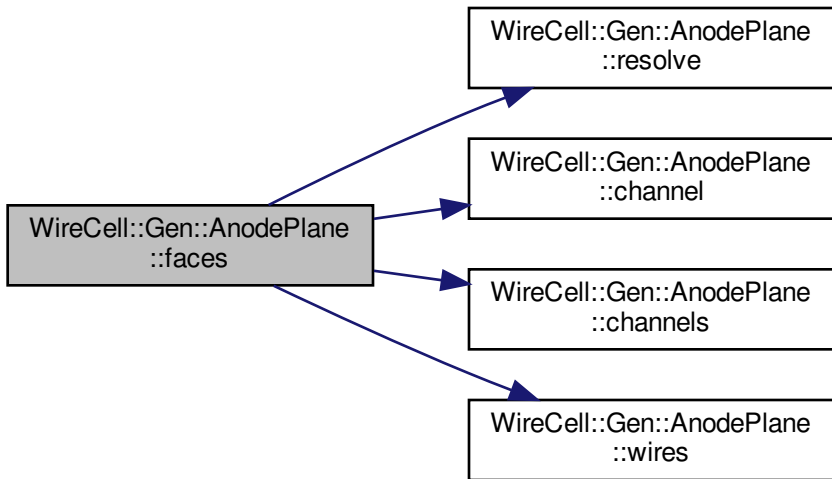 WireCell::Gen::AnodePlane
::faces
WireCell::Gen::AnodePlane
::resolve
WireCell::Gen::AnodePlane
::channel
WireCell::Gen::AnodePlane
::channels
WireCell::Gen::AnodePlane
::wires